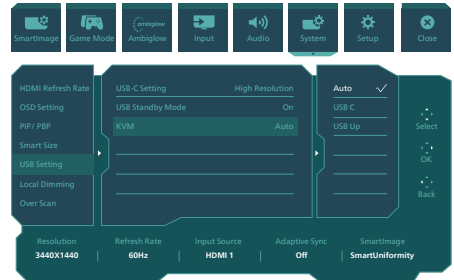 SmartImage
Game Mode
ambiglow
Ambiglow
Input
Audio
System
Setup
Close
HDMI Refresh Rate
OSD Setting
PIP/ PBP
Smart Size
USB Setting
Local Dimming
Over Scan
USB-C Setting High Resolution
USB Standby Mode On
KVM Auto
Auto
USB C
USB Up
Select
OK
Back
Resolution Refresh Rate Input Source Adaptive Sync SmartImage
3440X1440 | 60Hz | HDMI 1 | Off | SmartUniformity